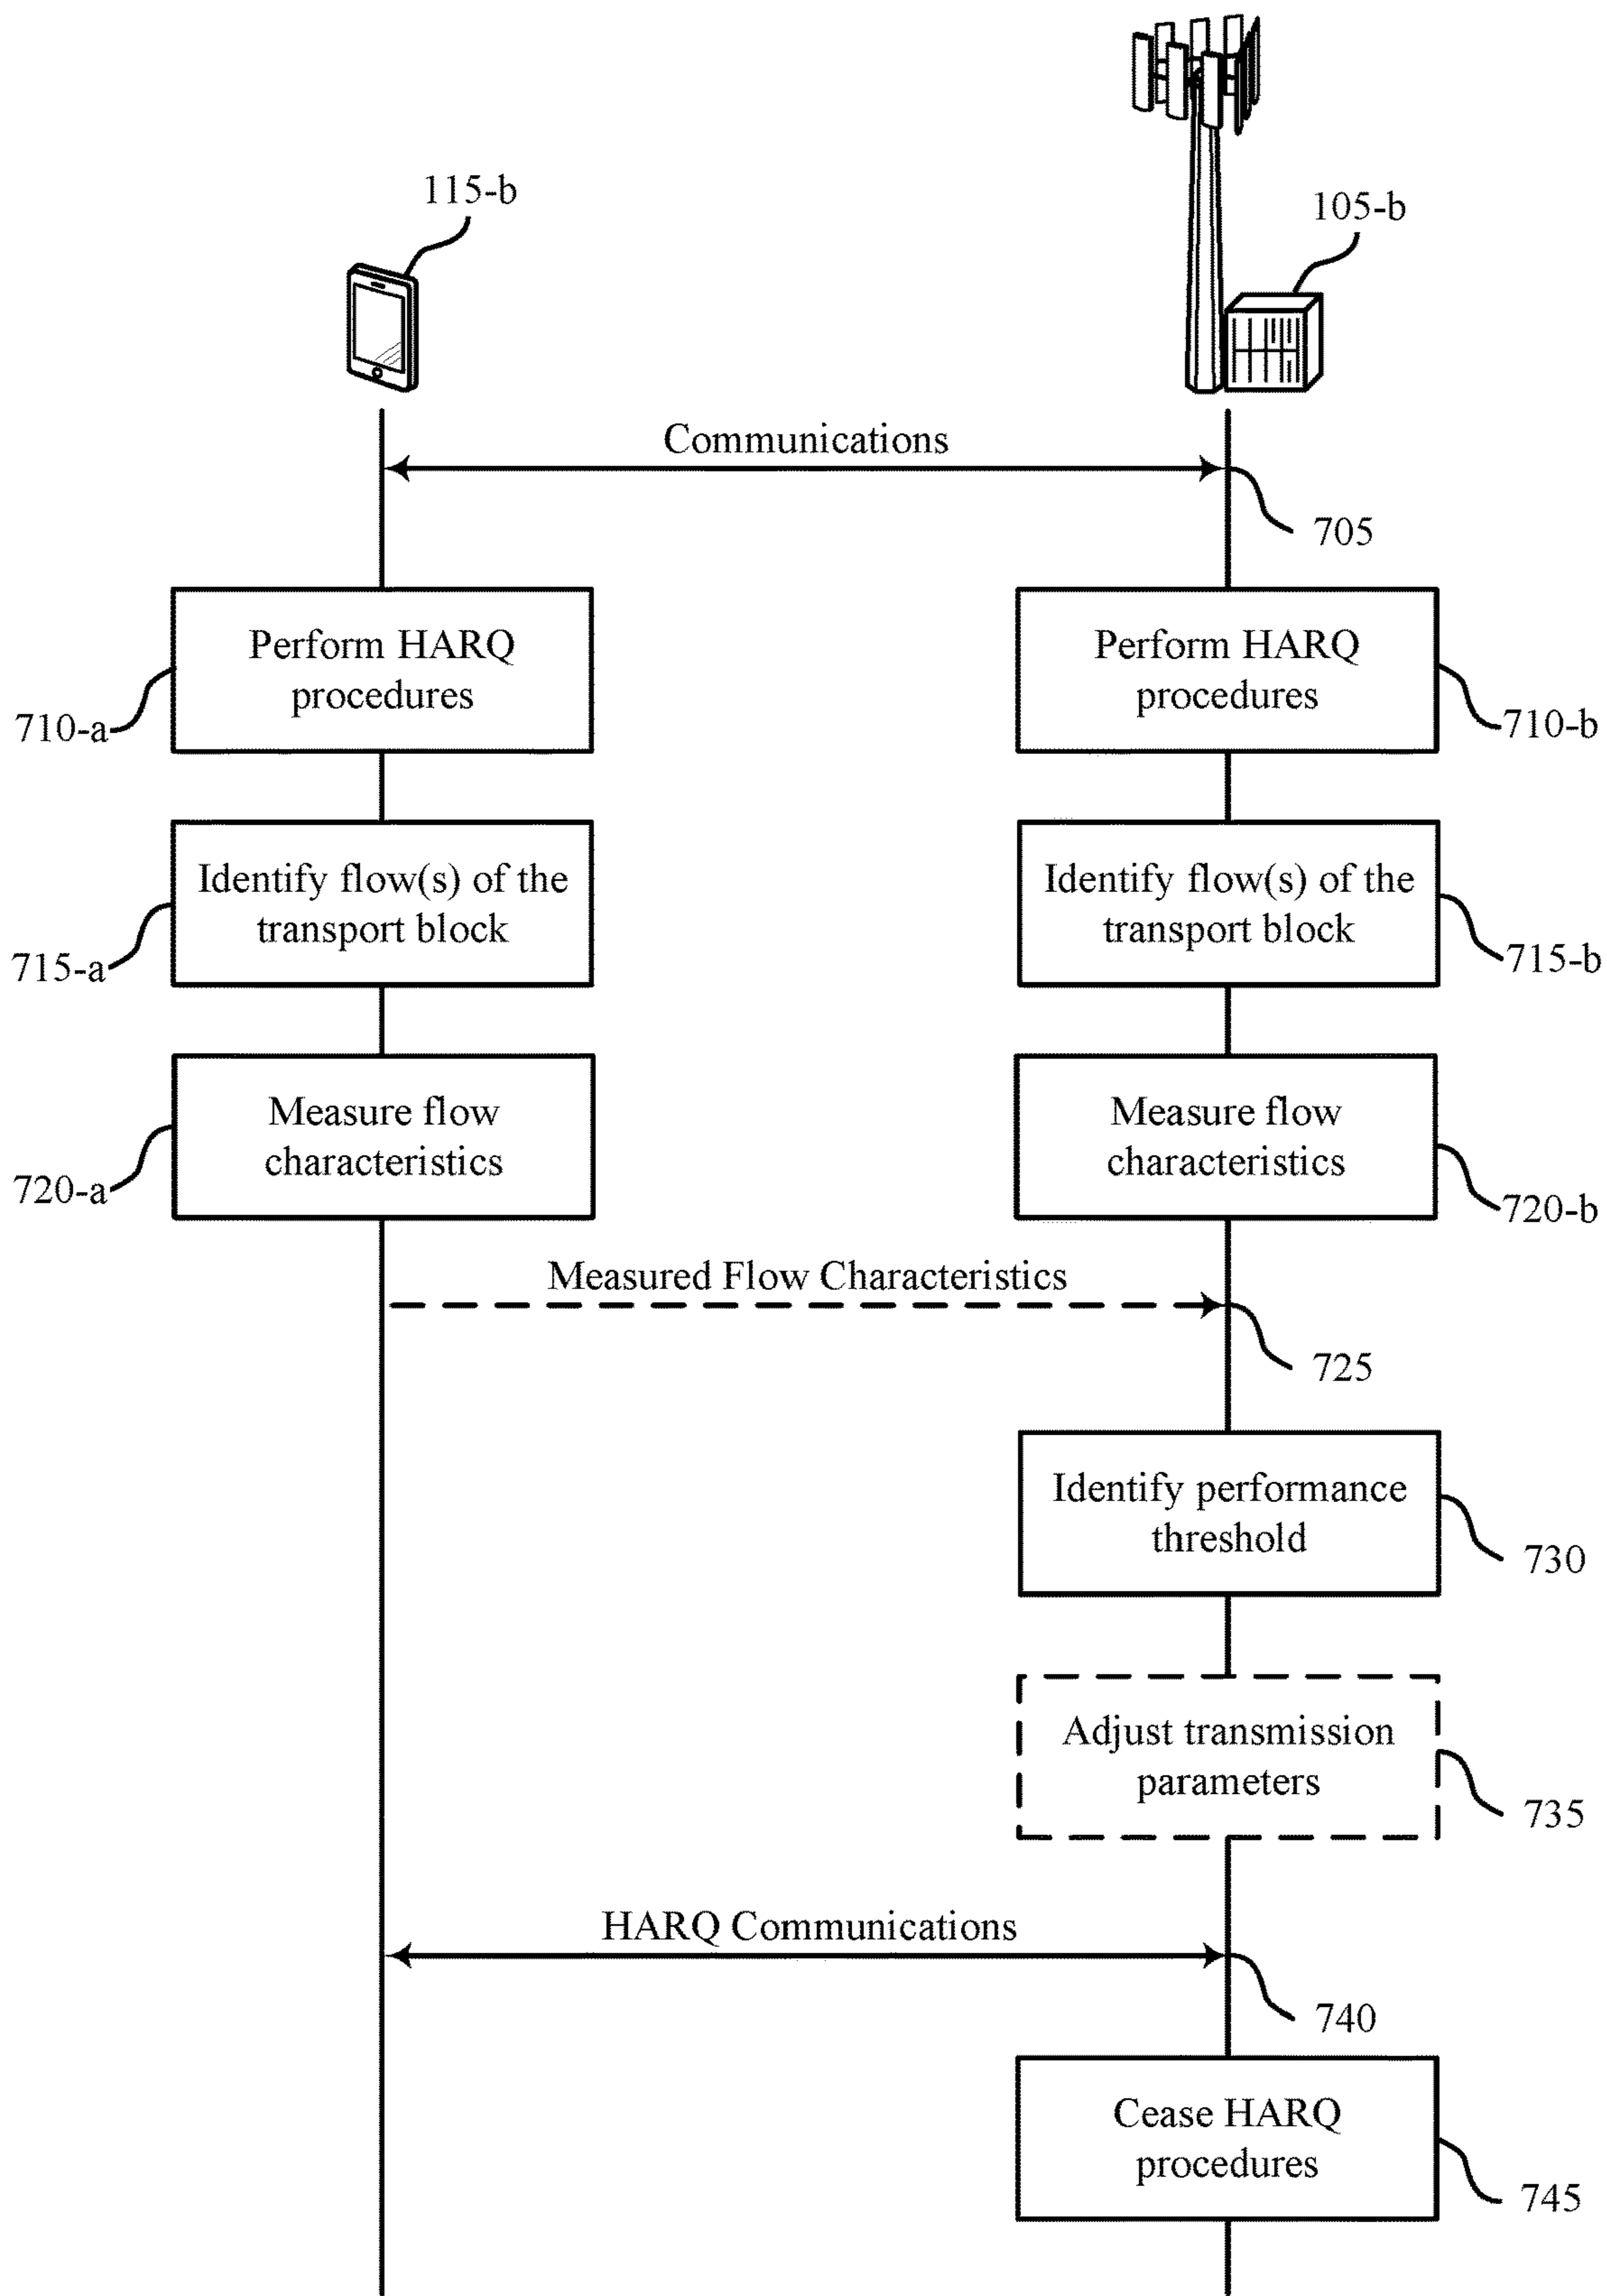 115-b
105-b
Communications
705
Perform HARQ
procedures
710-a
Perform HARQ
procedures
710-b
Identify flow(s) of the
transport block
715-a
Identify flow(s) of the
transport block
715-b
Measure flow
characteristics
720-a
Measure flow
characteristics
720-b
Measured Flow Characteristics
725
Identify performance
threshold
730
Adjust transmission
parameters
735
HARQ Communications
740
Cease HARQ
procedures
745